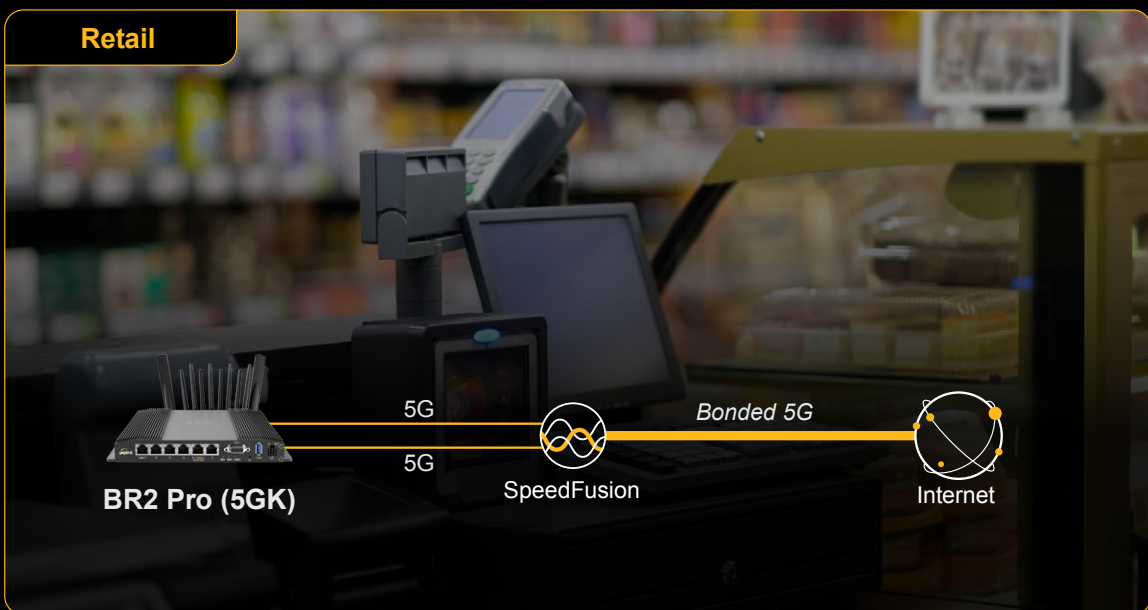 Retail
5G
Bonded 5G
5G
SpeedFusion
Internet
BR2 Pro (5GK)